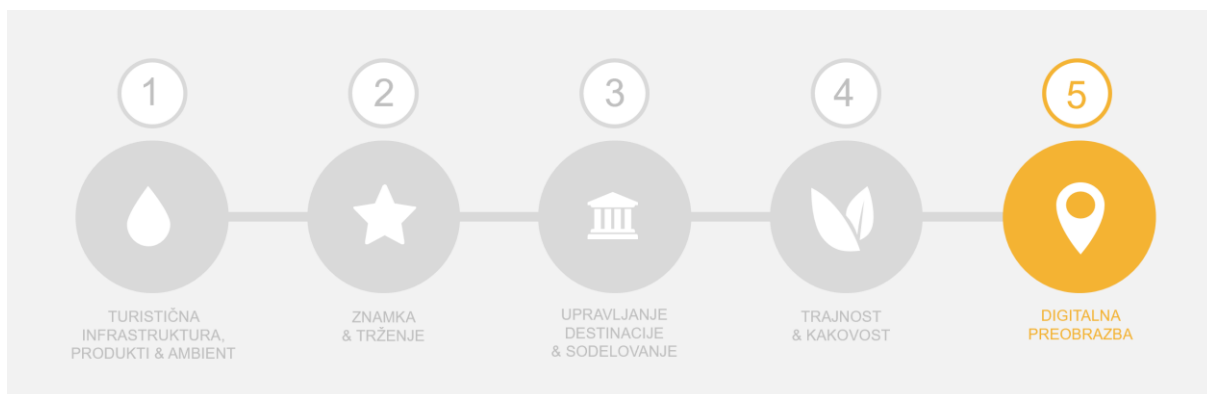 1
2
3
4
5
TURISTIČNA
INFRASTRUKTURA,
PRODUKTI & AMBIENT
ZNAMKA
& TRŽENJE
UPRAVLJANJE
DESTINACIJE
& SODELOVANJE
TRAJNOST
& KAKOVOST
DIGITALNA
PREOBRAZBA